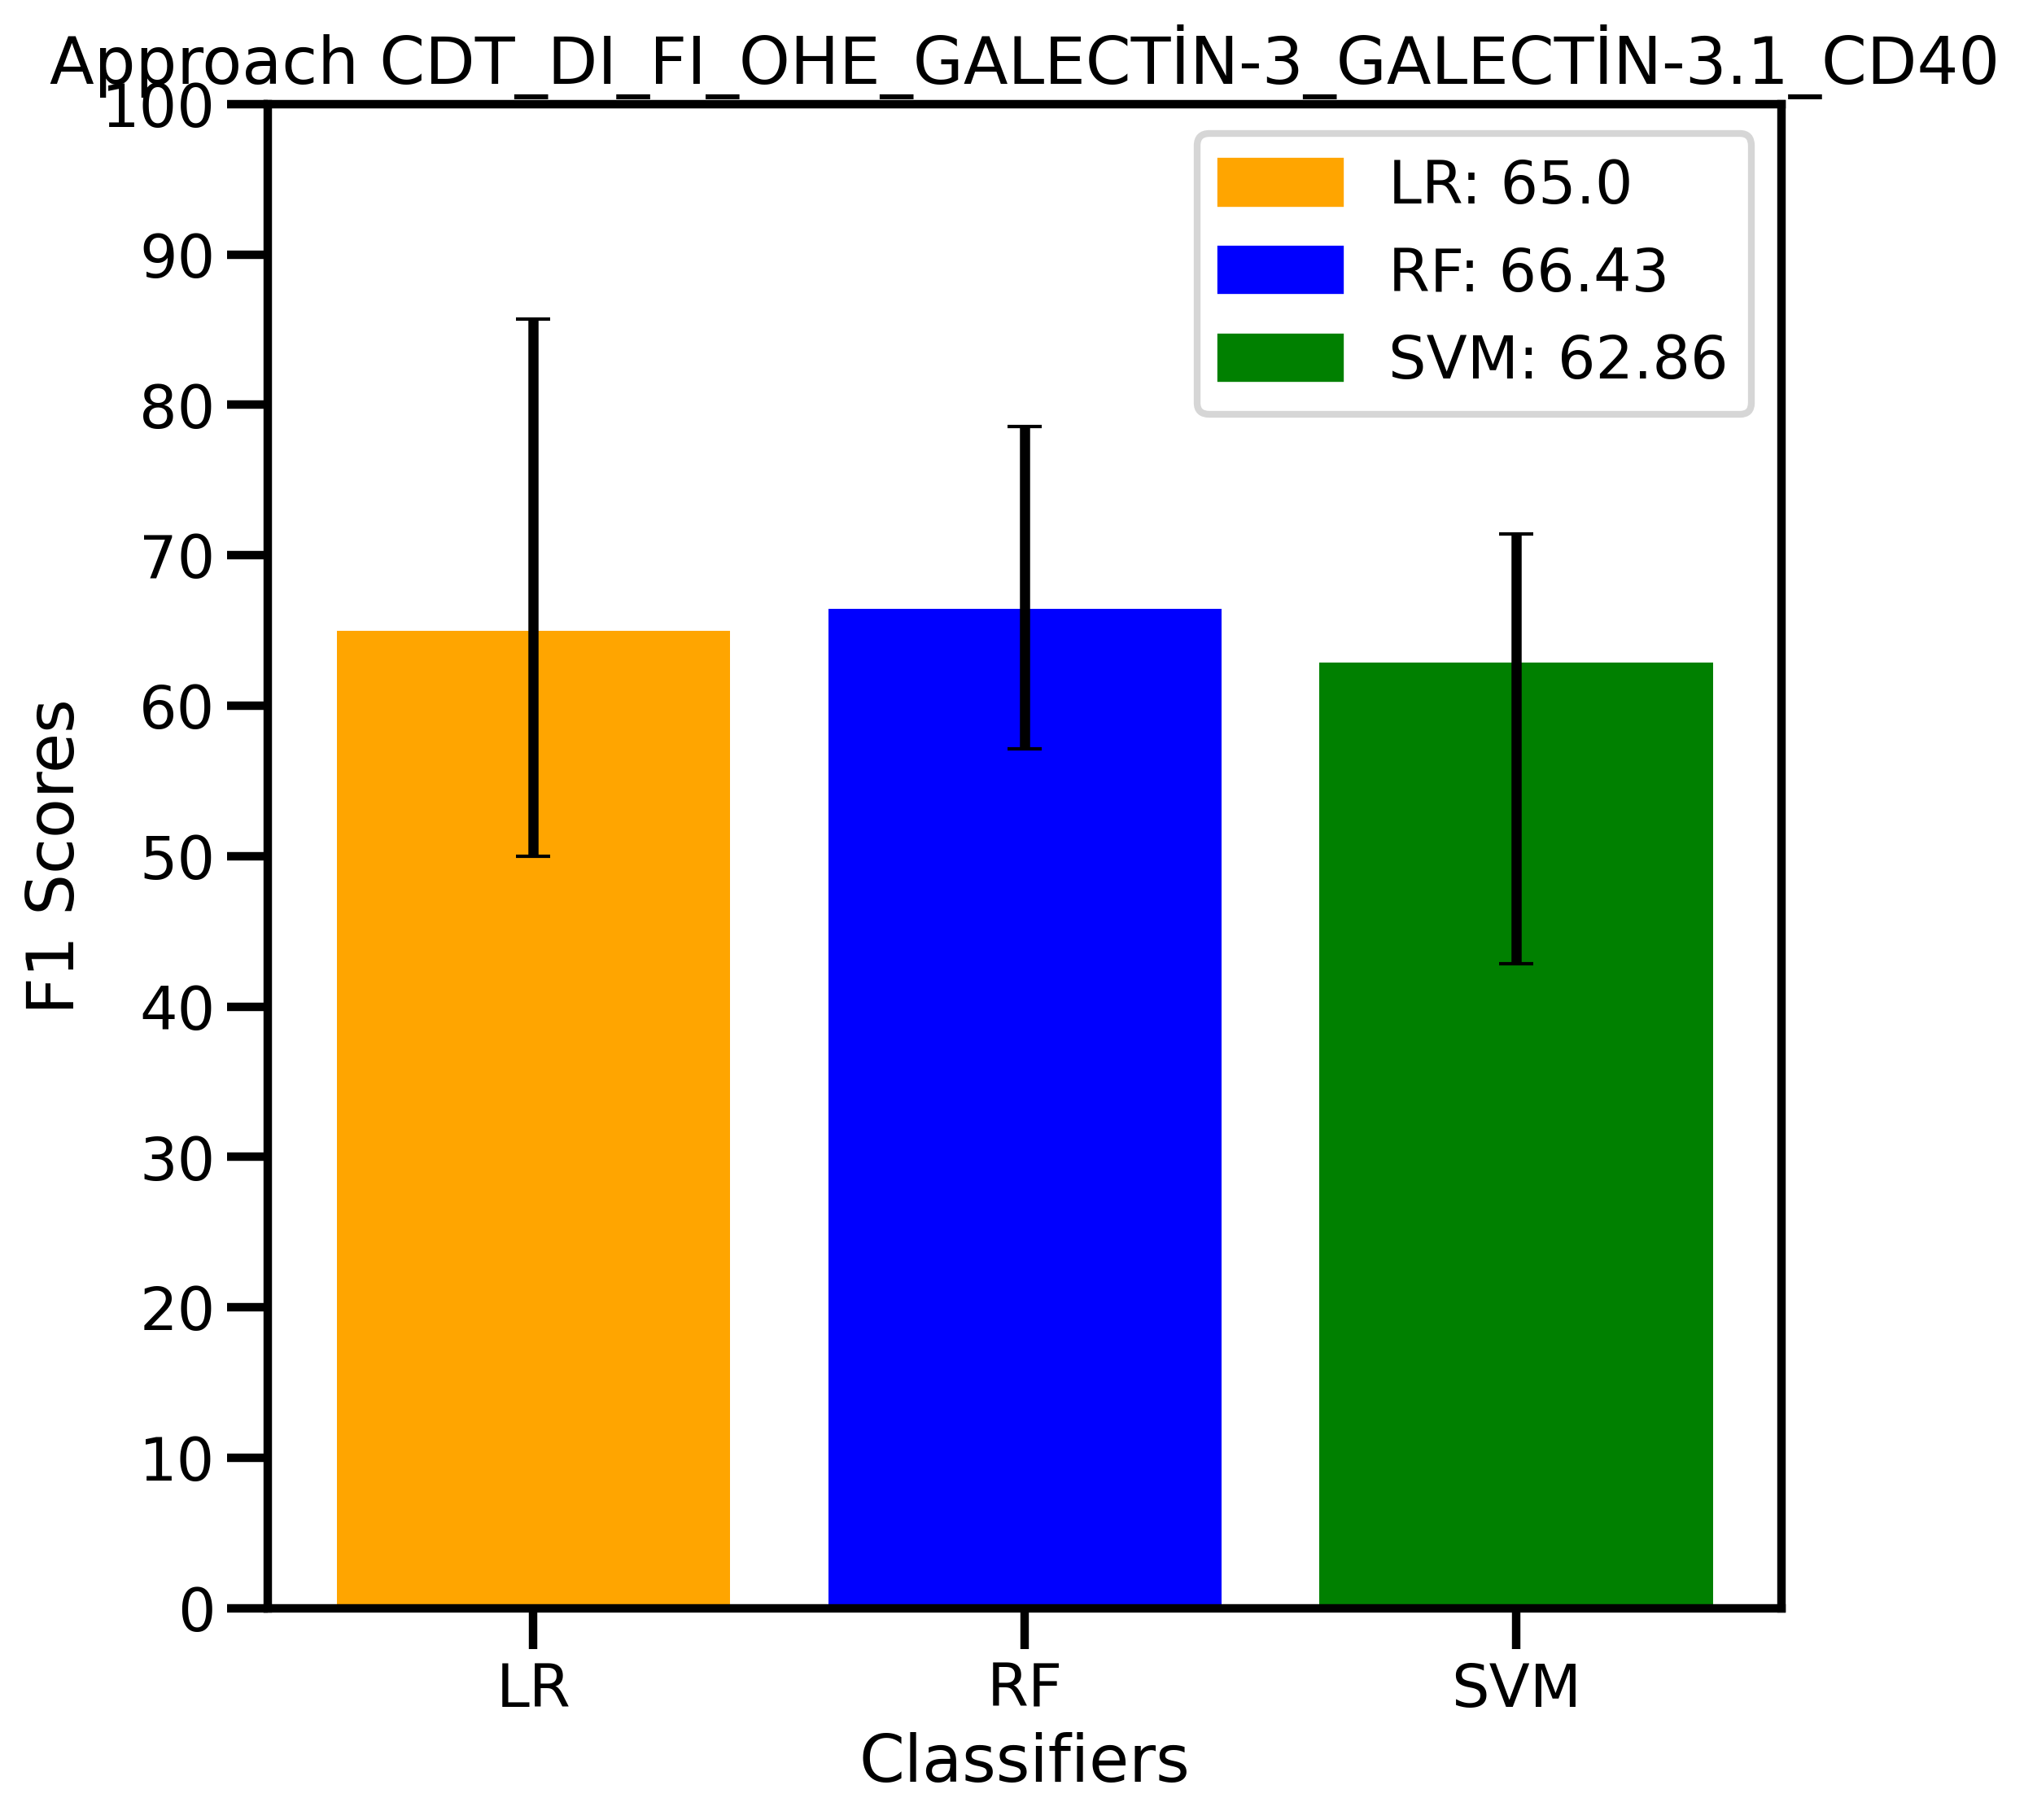 Approach CDT_DI_FI_OHE_GALECTİN-3_GALECTİN-3.1_CD40
100
90
80
70
60
50
40
30
20
10
0
F1 Scores
LR: 65.0
RF: 66.43
SVM: 62.86
LR
RF
SVM
Classifiers